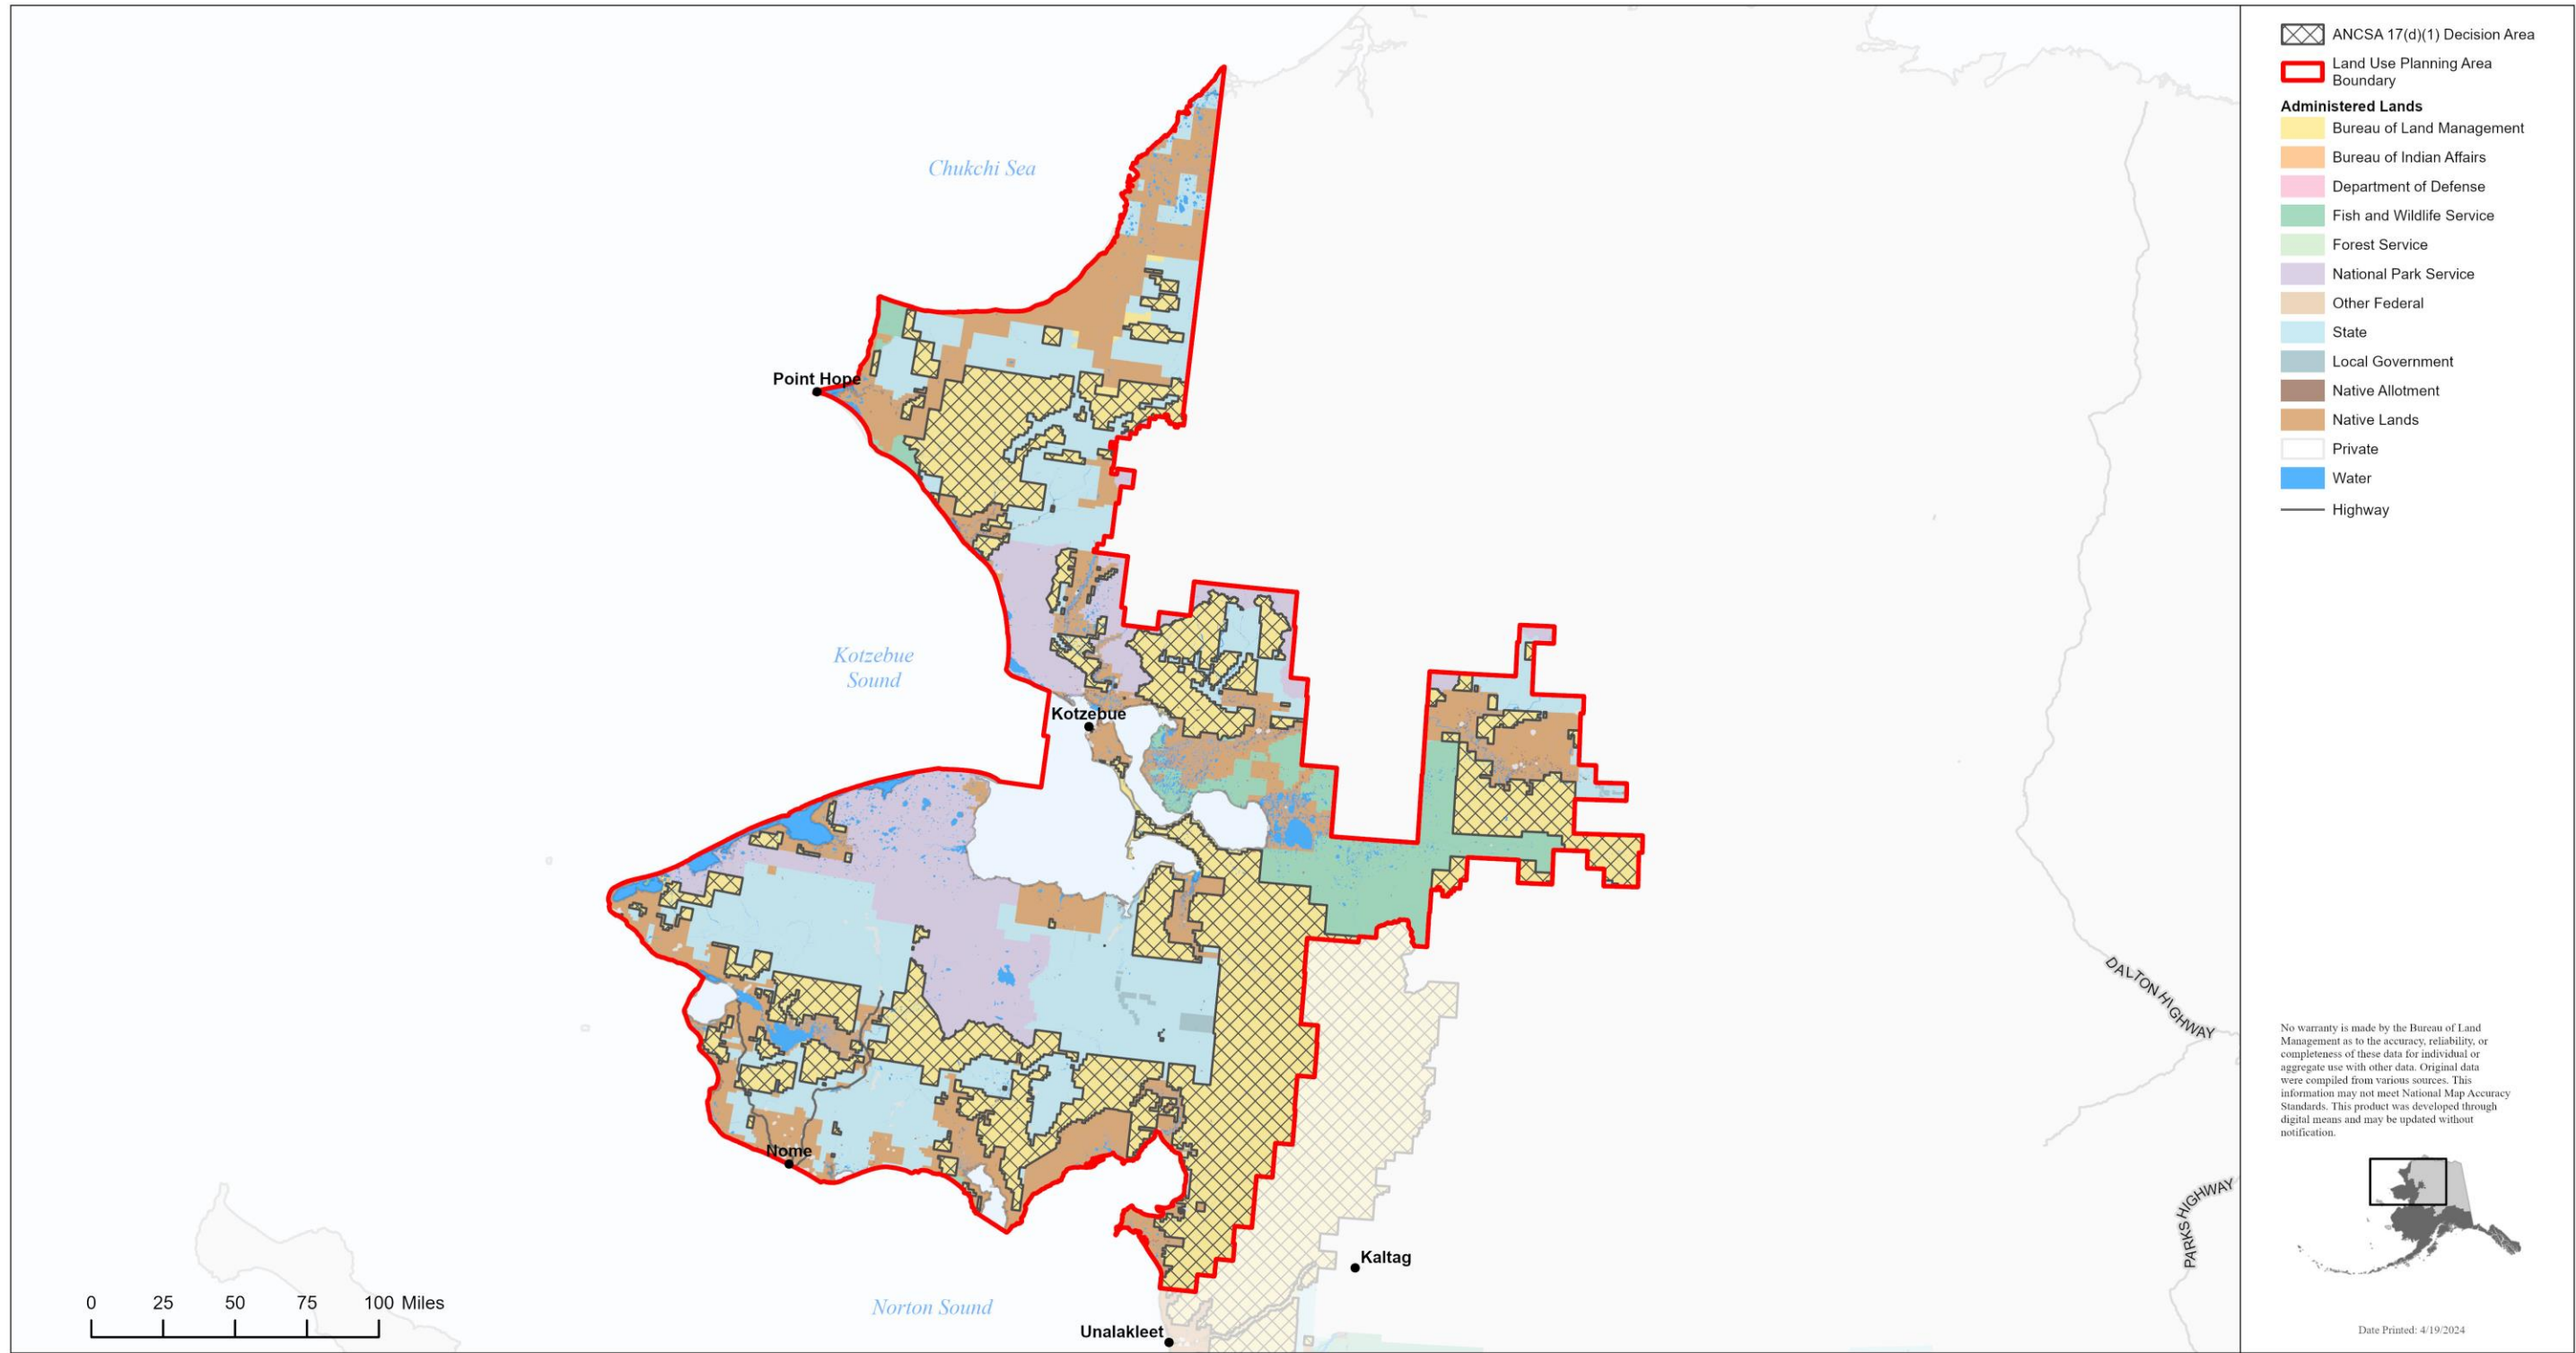 Chukchi Sea
Point Hope
Kotzebue
Sound
Kotzebue
Nome
Norton Sound
Kaltag
Unalakleet
DALTON HIGHWAY
PARKS HIGHWAY
0 25 50 75 100 Miles
ANCSA 17(d)(1) Decision Area
Land Use Planning Area
Boundary
Administered Lands
Bureau of Land Management
Bureau of Indian Affairs
Department of Defense
Fish and Wildlife Service
Forest Service
National Park Service
Other Federal
State
Local Government
Native Allotment
Native Lands
Private
Water
Highway
No warranty is made by the Bureau of Land
Management as to the accuracy, reliability, or
completeness of these data for individual or
aggregate use with other data. Original data
were compiled from various sources. This
information may not meet National Map Accuracy
Standards. This product was developed through
digital means and may be updated without
notification.
Date Printed: 4/19/2024